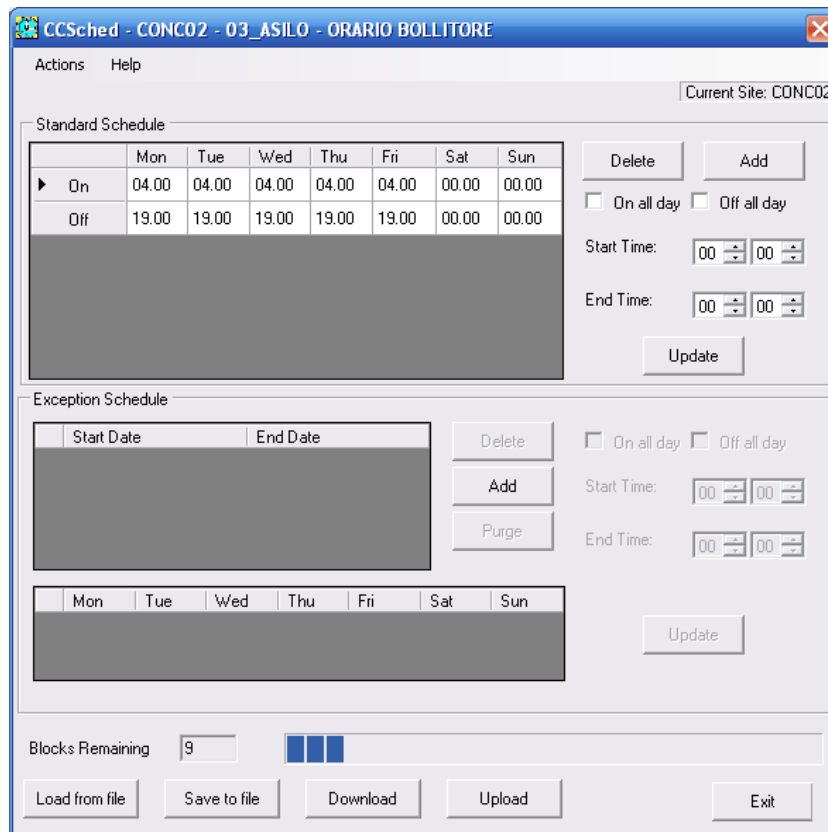 CCSched - CONC02 - 03_ASILO - ORARIO BOLLITORE
Actions Help
Current Site: CONC02
Standard Schedule
Mon Tue Wed Thu Fri Sat Sun
On 04.00 04.00 04.00 04.00 04.00 00.00 00.00
Off 19.00 19.00 19.00 19.00 19.00 00.00 00.00
Delete Add
On all day Off all day
Start Time: 00 00
End Time: 00 00
Update
Exception Schedule
Start Date End Date
Delete
Add
Purge
On all day Off all day
Start Time: 00 00
End Time: 00 00
Mon Tue Wed Thu Fri Sat Sun
Update
Blocks Remaining 9
Load from file Save to file Download Upload Exit